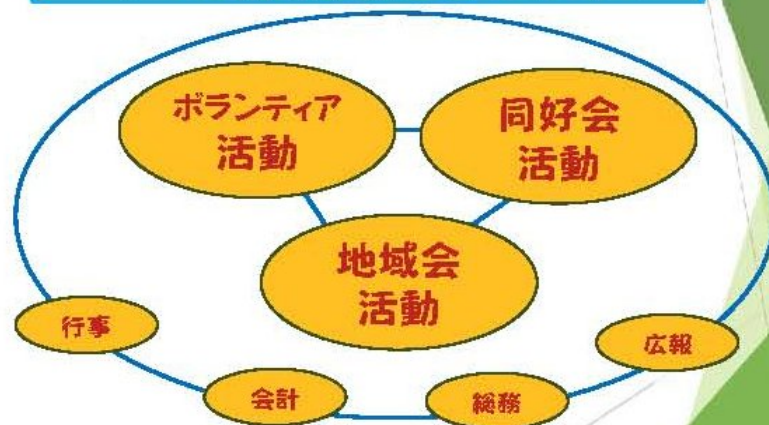 ボランティア
活動
同好会
活動
地域会
活動
行事
広報
会計
総務